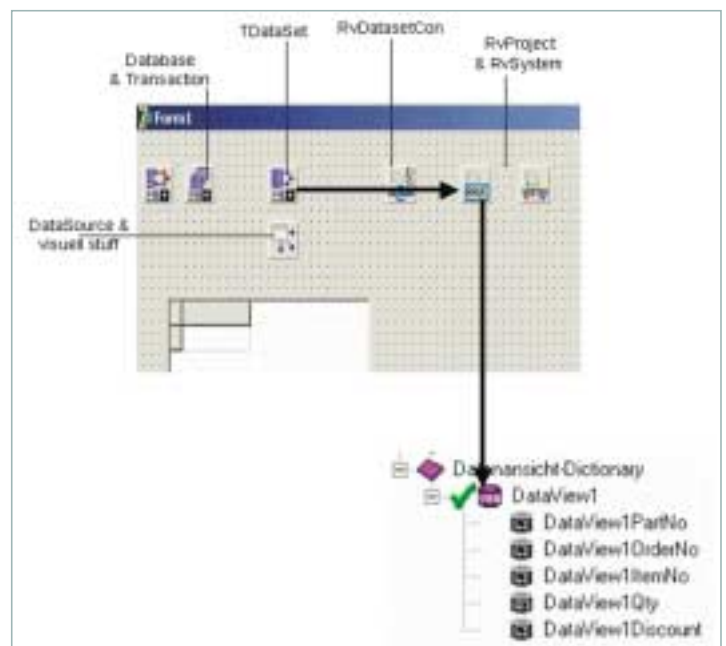 TDataSet
RvDatasetCon
RvProject
& RvSystem
Database
& Transaction
Form1
DataSource &
visuell stuff
Datenansicht-Dictionary
DataView1
DataView1PartNo
DataView1OrderNo
DataView1ItemNo
DataView1Qty
DataView1Discount